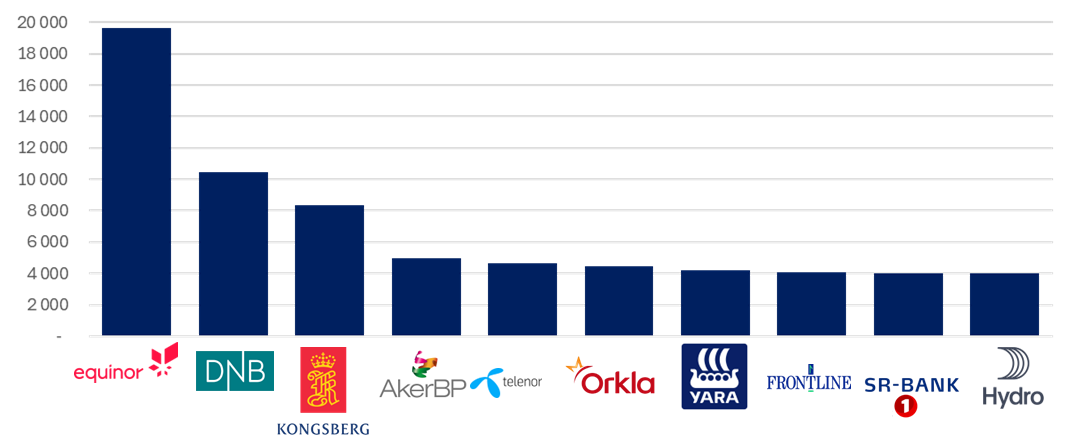 20 000
18 000
16 000
14 000
12 000
10 000
8 000
6 000
4 000
2 000
-
equinor
DNB
KONGSBERG
AkerBP
telenor
Orkla
YARA
FRONTLINE
SR-BANK
1
Hydro